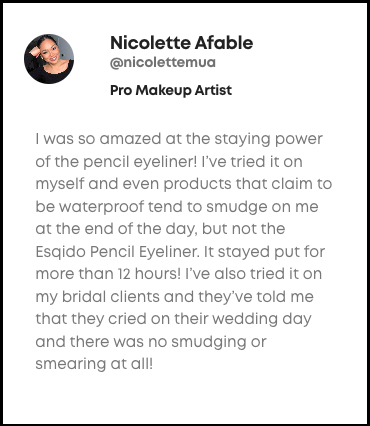 Nicolette Afable
@nicolettemua
Pro Makeup Artist
I was so amazed at the staying power
of the pencil eyeliner! I’ve tried it on
myself and even products that claim to
be waterproof tend to smudge on me
at the end of the day, but not the
Esqido Pencil Eyeliner. It stayed put for
more than 12 hours! I’ve also tried it on
my bridal clients and they’ve told me
that they cried on their wedding day
and there was no smudging or
smearing at all!